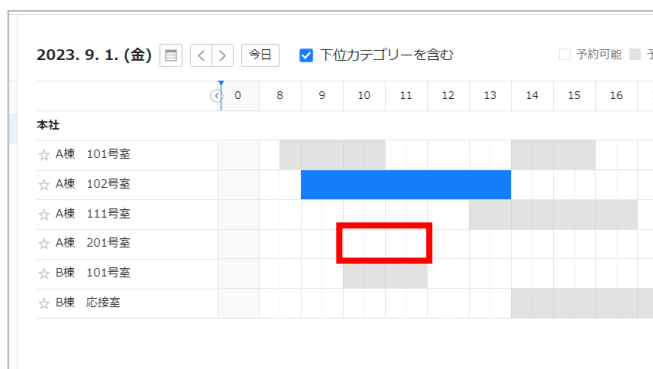 2023. 9. 1. (金) 今日 下位カテゴリーを含む 予約可能
0 8 9 10 11 12 13 14 15 16
本社
A棟 101号室
A棟 102号室
A棟 111号室
A棟 201号室
B棟 101号室
B棟 応接室